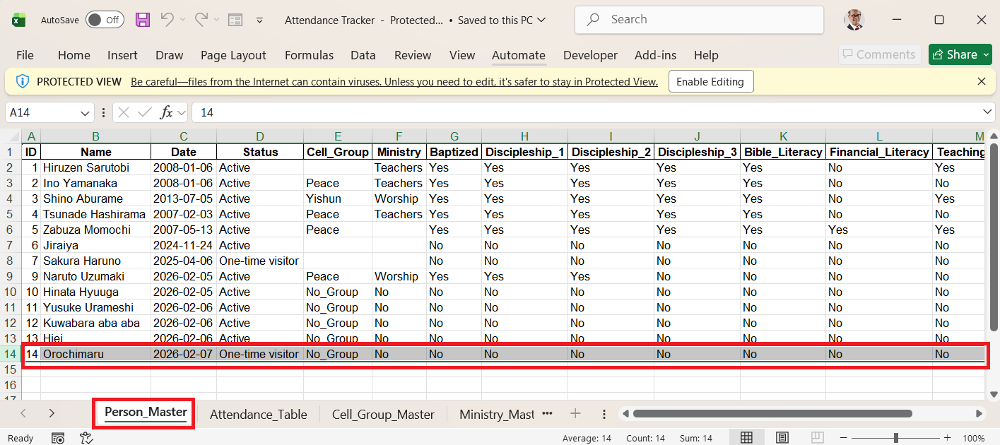 AutoSave Off Attendance Tracker - Protected... • Saved to this PC Search
File Home Insert Draw Page Layout Formulas Data Review View Automate Developer Add-ins Help Comments Share
PROTECTED VIEW Be careful—files from the Internet can contain viruses. Unless you need to edit, it's safer to stay in Protected View. Enable Editing
A14 fx 14
A B C D E F G H I J K L M
1 ID Name Date Status Cell_Group Ministry Baptized Discipleship_1 Discipleship_2 Discipleship_3 Bible_Literacy Financial_Literacy Teaching
2 1 Hiruzen Sarutobi 2008-01-06 Active Teachers Yes Yes Yes Yes Yes No Yes
3 2 Ino Yamanaka 2008-01-06 Active Peace Teachers Yes Yes Yes Yes Yes No No
4 3 Shino Aburame 2013-07-05 Active Yishun Worship Yes Yes Yes Yes Yes No Yes
5 4 Tsunade Hashirama 2007-02-03 Active Peace Teachers Yes Yes Yes Yes Yes No No
6 5 Zabuza Momochi 2007-05-13 Active Peace Yes Yes Yes Yes Yes Yes Yes
7 6 Jiraiya 2024-11-24 Active No No No No No No No
8 7 Sakura Haruno 2025-04-06 One-time visitor No No No No No No No
9 9 Naruto Uzumaki 2026-02-05 Active Peace Worship Yes Yes Yes No No No No
10 10 Hinata Hyuuga 2026-02-05 Active No_Group No No No No No No No No
11 11 Yusuke Urameshi 2026-02-06 Active No_Group No No No No No No No No
12 12 Kuwabara aba aba 2026-02-06 Active No_Group No No No No No No No No
13 13 Hiei 2026-02-06 Active No_Group No No No No No No No No
14 14 Orochimaru 2026-02-07 One-time visitor No_Group No No No No No No No No
15
16
17
Person_Master Attendance_Table Cell_Group_Master Ministry_Mast ...
Ready Average: 14 Count: 14 Sum: 14 100%